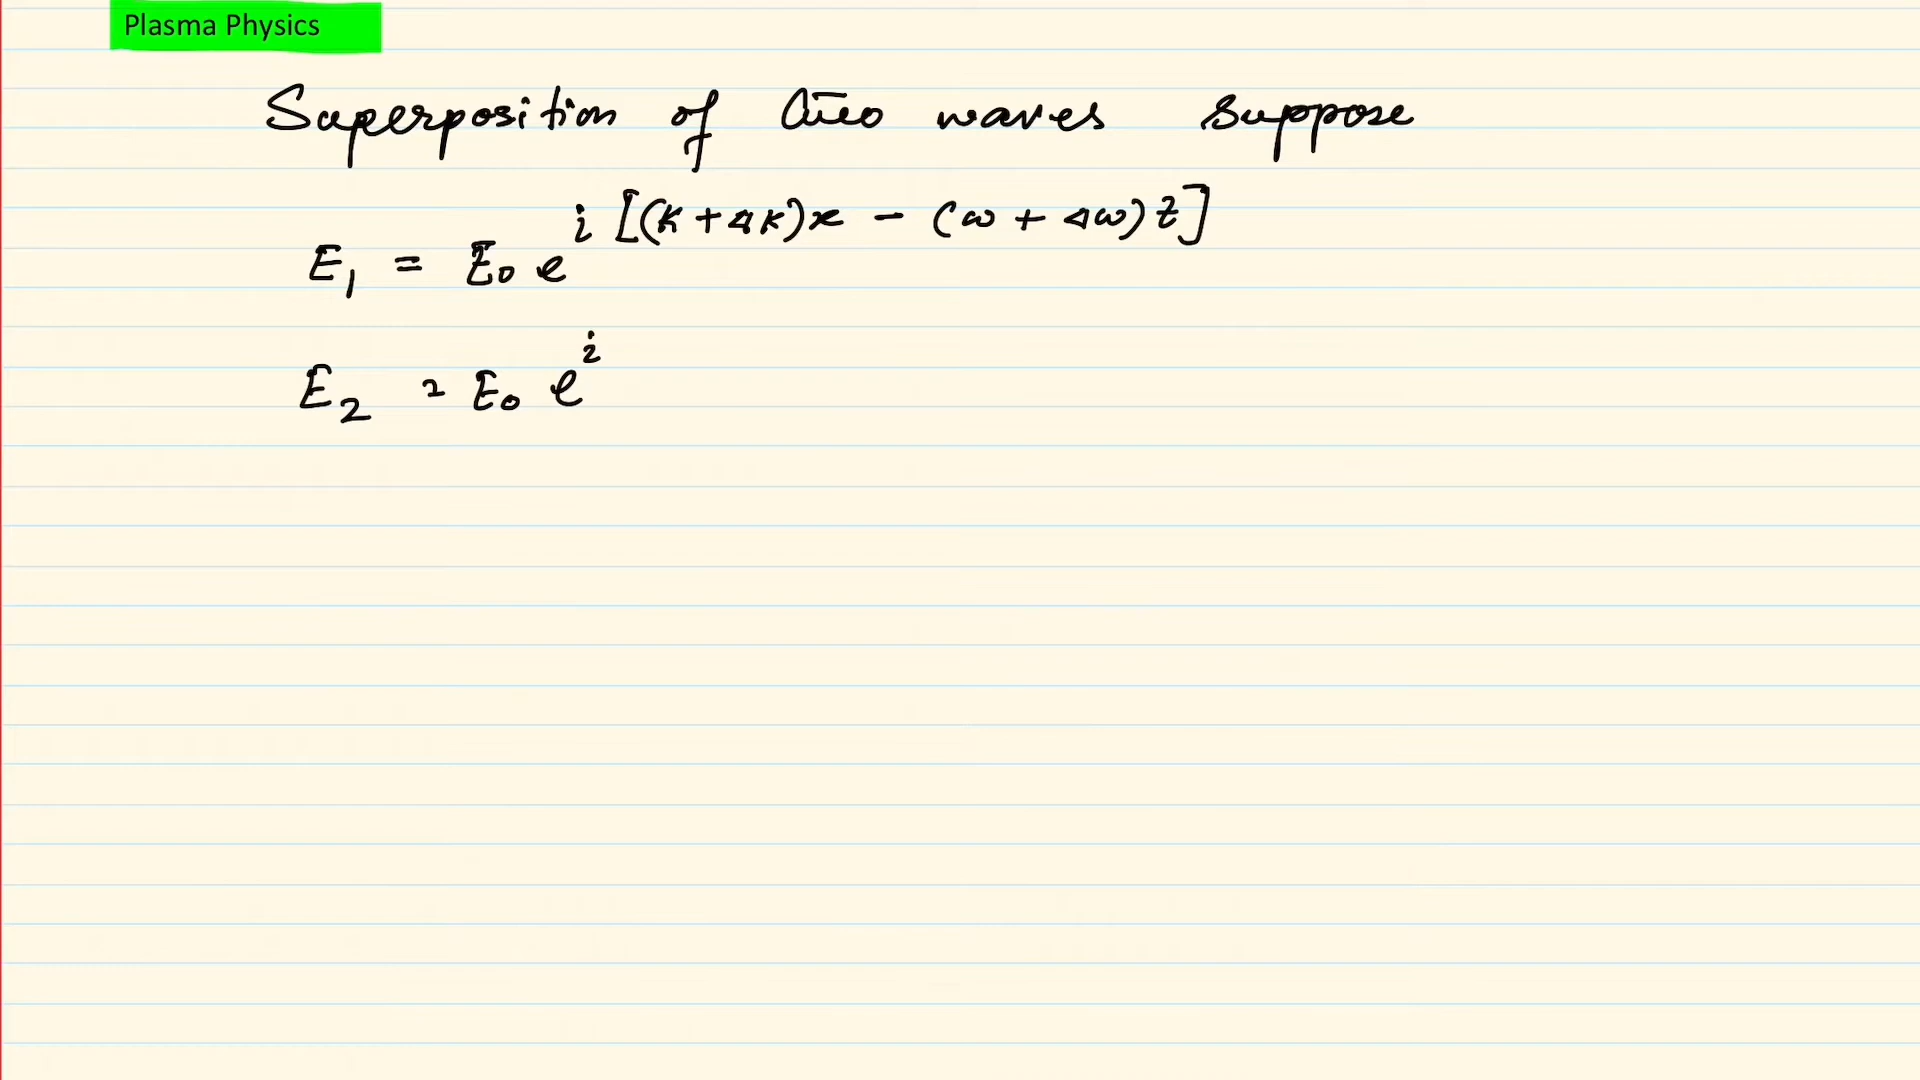 Plasma Physics
Superposition of two waves suppose
E₁ = E₀ e^{i [(k + Δk)x − (ω + Δω)t]}
E₂ = E₀ e^{i}